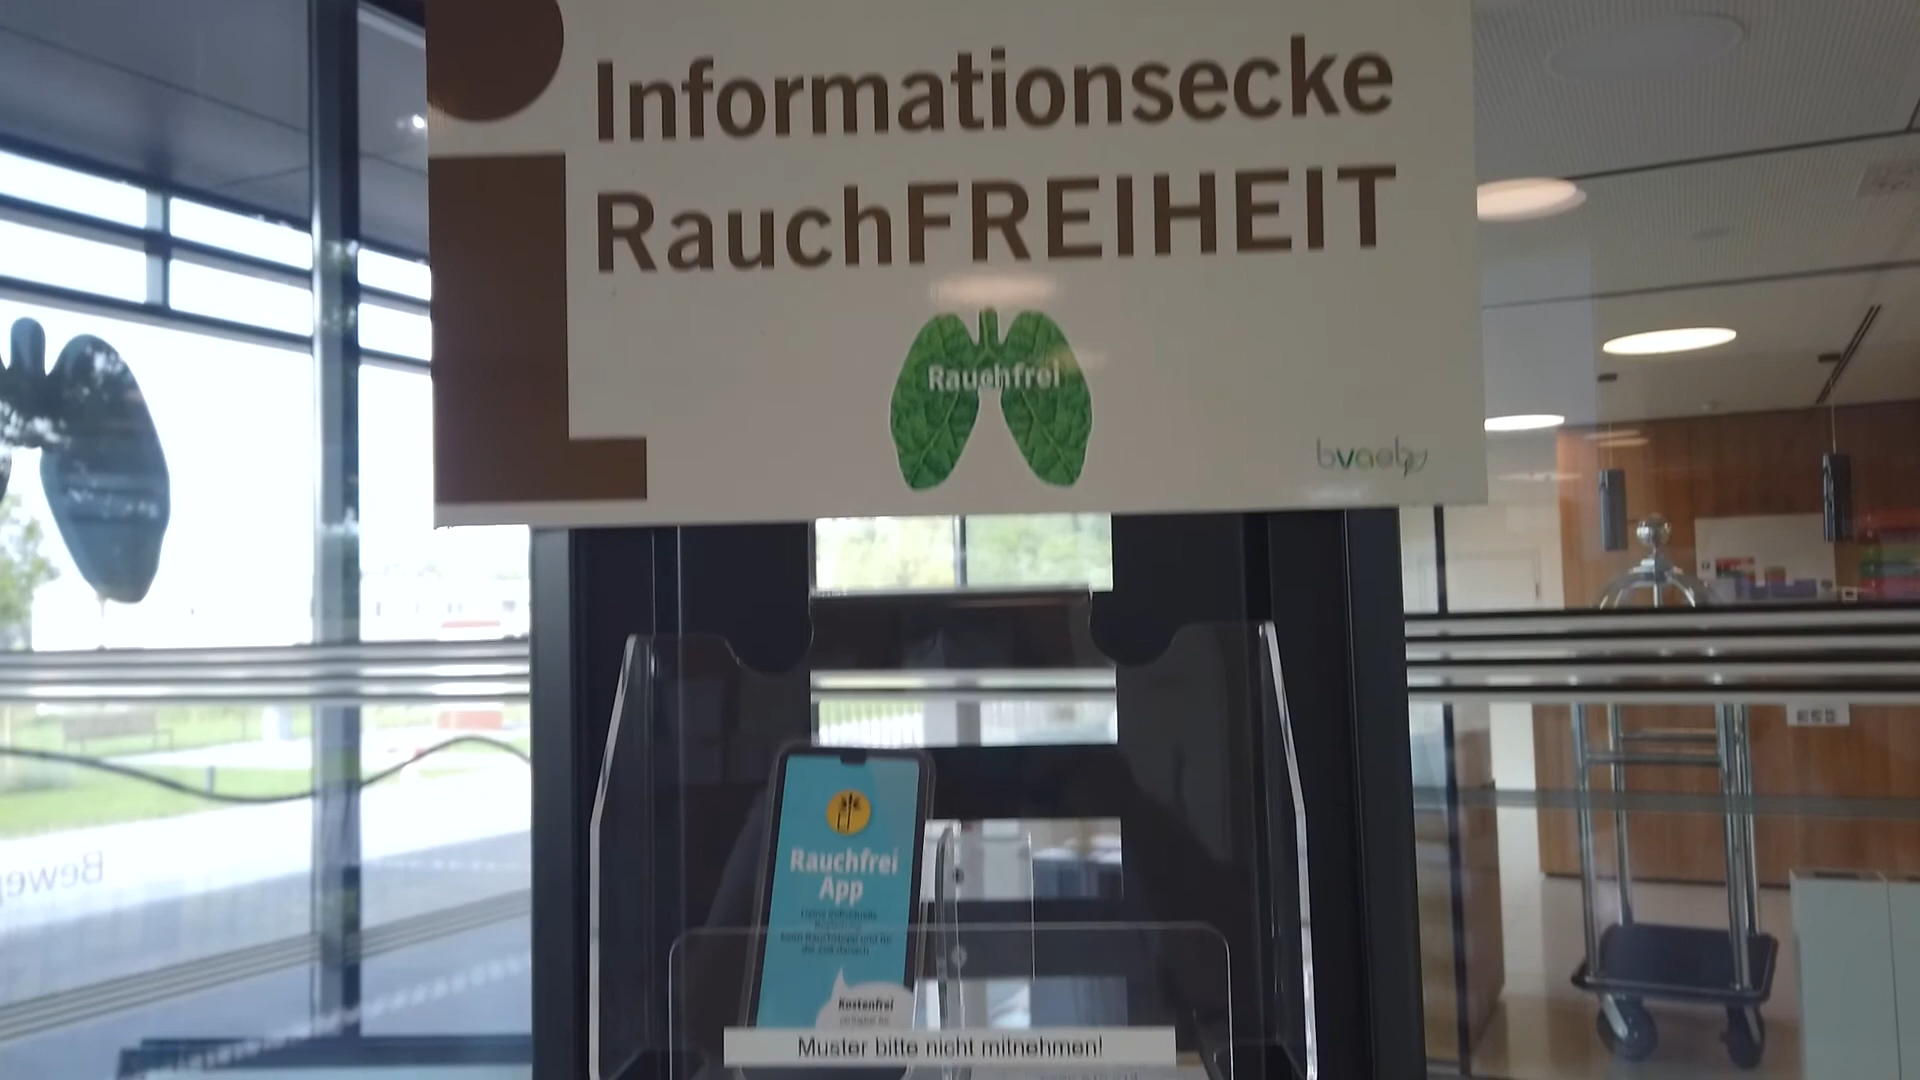 Informationsecke
RauchFREIHEIT
Rauchfrei
bvaeb
Rauchfrei
App
Kostenfrei
Muster bitte nicht mitnehmen!